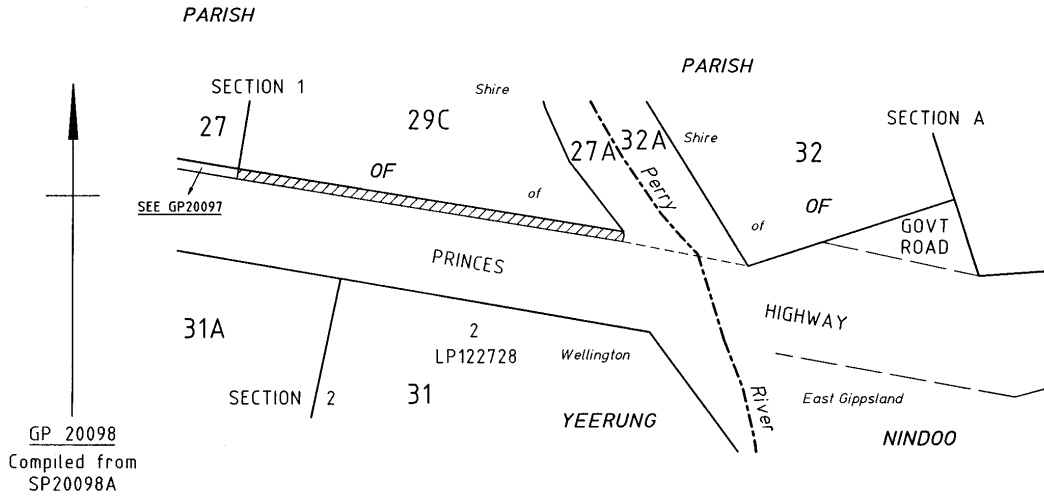 PARISH
PARISH
SECTION 1
Shire
27
29C
27A
32A
Shire
32
SECTION A
OF
of
Perry
of
OF
GOVT
ROAD
SEE GP20097
PRINCES
HIGHWAY
31A
2
LP122728
Wellington
SECTION 2
31
YEERUNG
River
East Gippsland
NINDOO
GP 20098
Compiled from
SP20098A